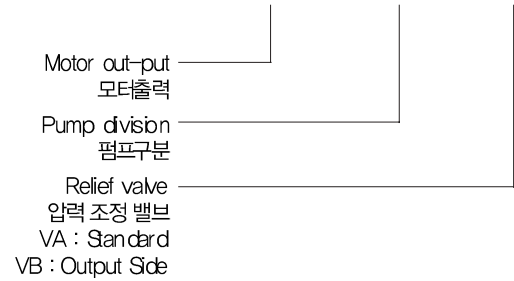 Motor out-put
모터출력
Pump division
펌프구분
Relief valve
압력 조정 밸브
VA : Standard
VB : Output Side